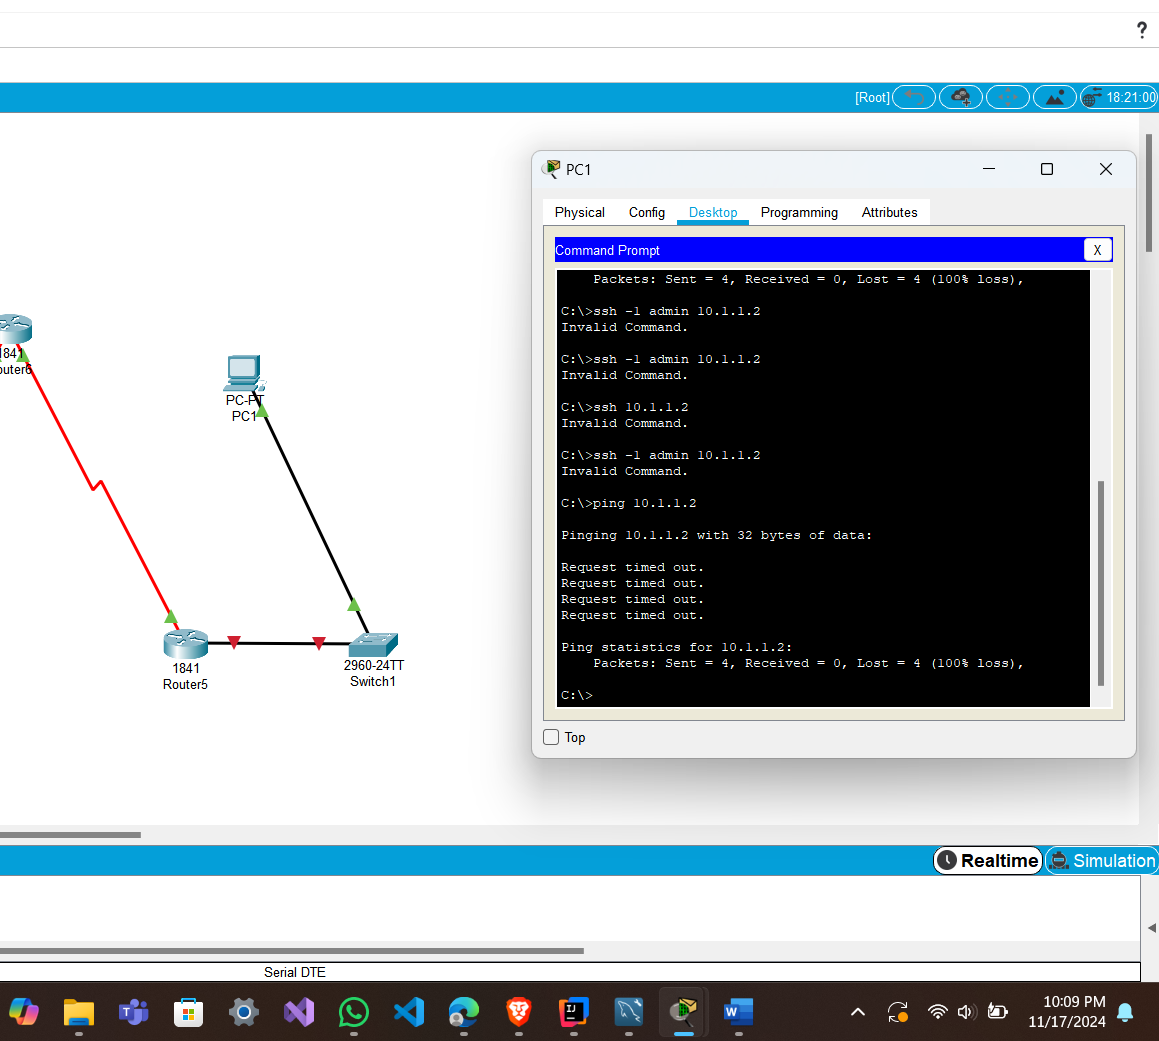 ?
[Root]
18:21:00
PC1
Physical
Config
Desktop
Programming
Attributes
Command Prompt
X
Packets: Sent = 4, Received = 0, Lost = 4 (100% loss),
C:\>ssh -l admin 10.1.1.2
Invalid Command.
C:\>ssh -l admin 10.1.1.2
Invalid Command.
C:\>ssh 10.1.1.2
Invalid Command.
C:\>ssh -l admin 10.1.1.2
Invalid Command.
C:\>ping 10.1.1.2
Pinging 10.1.1.2 with 32 bytes of data:
Request timed out.
Request timed out.
Request timed out.
Request timed out.
Ping statistics for 10.1.1.2:
Packets: Sent = 4, Received = 0, Lost = 4 (100% loss),
C:\>
Top
1841
outer6
PC-PT
PC1
1841
Router5
2960-24TT
Switch1
Realtime
Simulation
Serial DTE
10:09 PM
11/17/2024